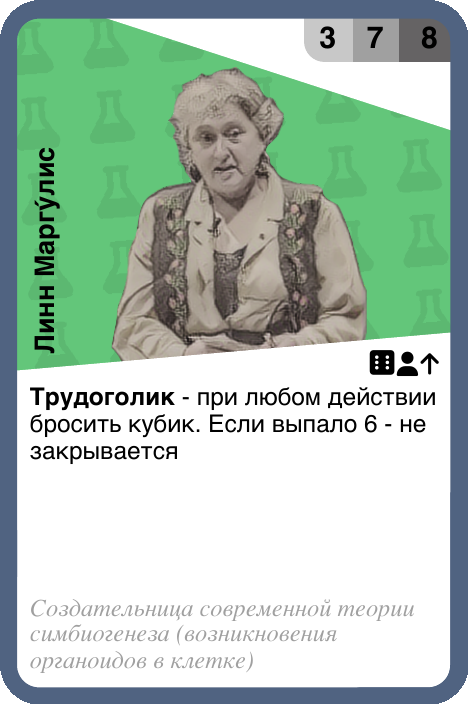 3 7 8
Линн Маргу́лис
Трудоголик - при любом действии
бросить кубик. Если выпало 6 - не
закрывается
Создательница современной теории
симбиогенеза (возникновения
органоидов в клетке)